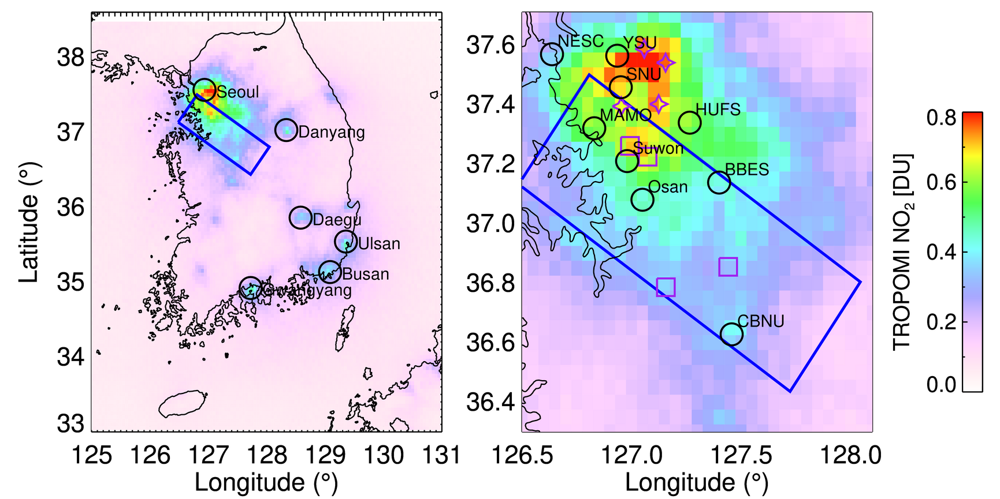 38
37
36
35
34
33
Latitude (°)
125 126 127 128 129 130 131
Longitude (°)
Seoul
Danyang
Daegu
Ulsan
Busan
Gwangyang
37.6
37.4
37.2
37.0
36.8
36.6
36.4
126.5 127.0 127.5 128.0
Longitude (°)
NESC
YSU
SNU
MAMO
HUFS
Suwon
BBES
Osan
CBNU
0.8
0.6
0.4
0.2
0.0
TROPOMI NO₂ [DU]